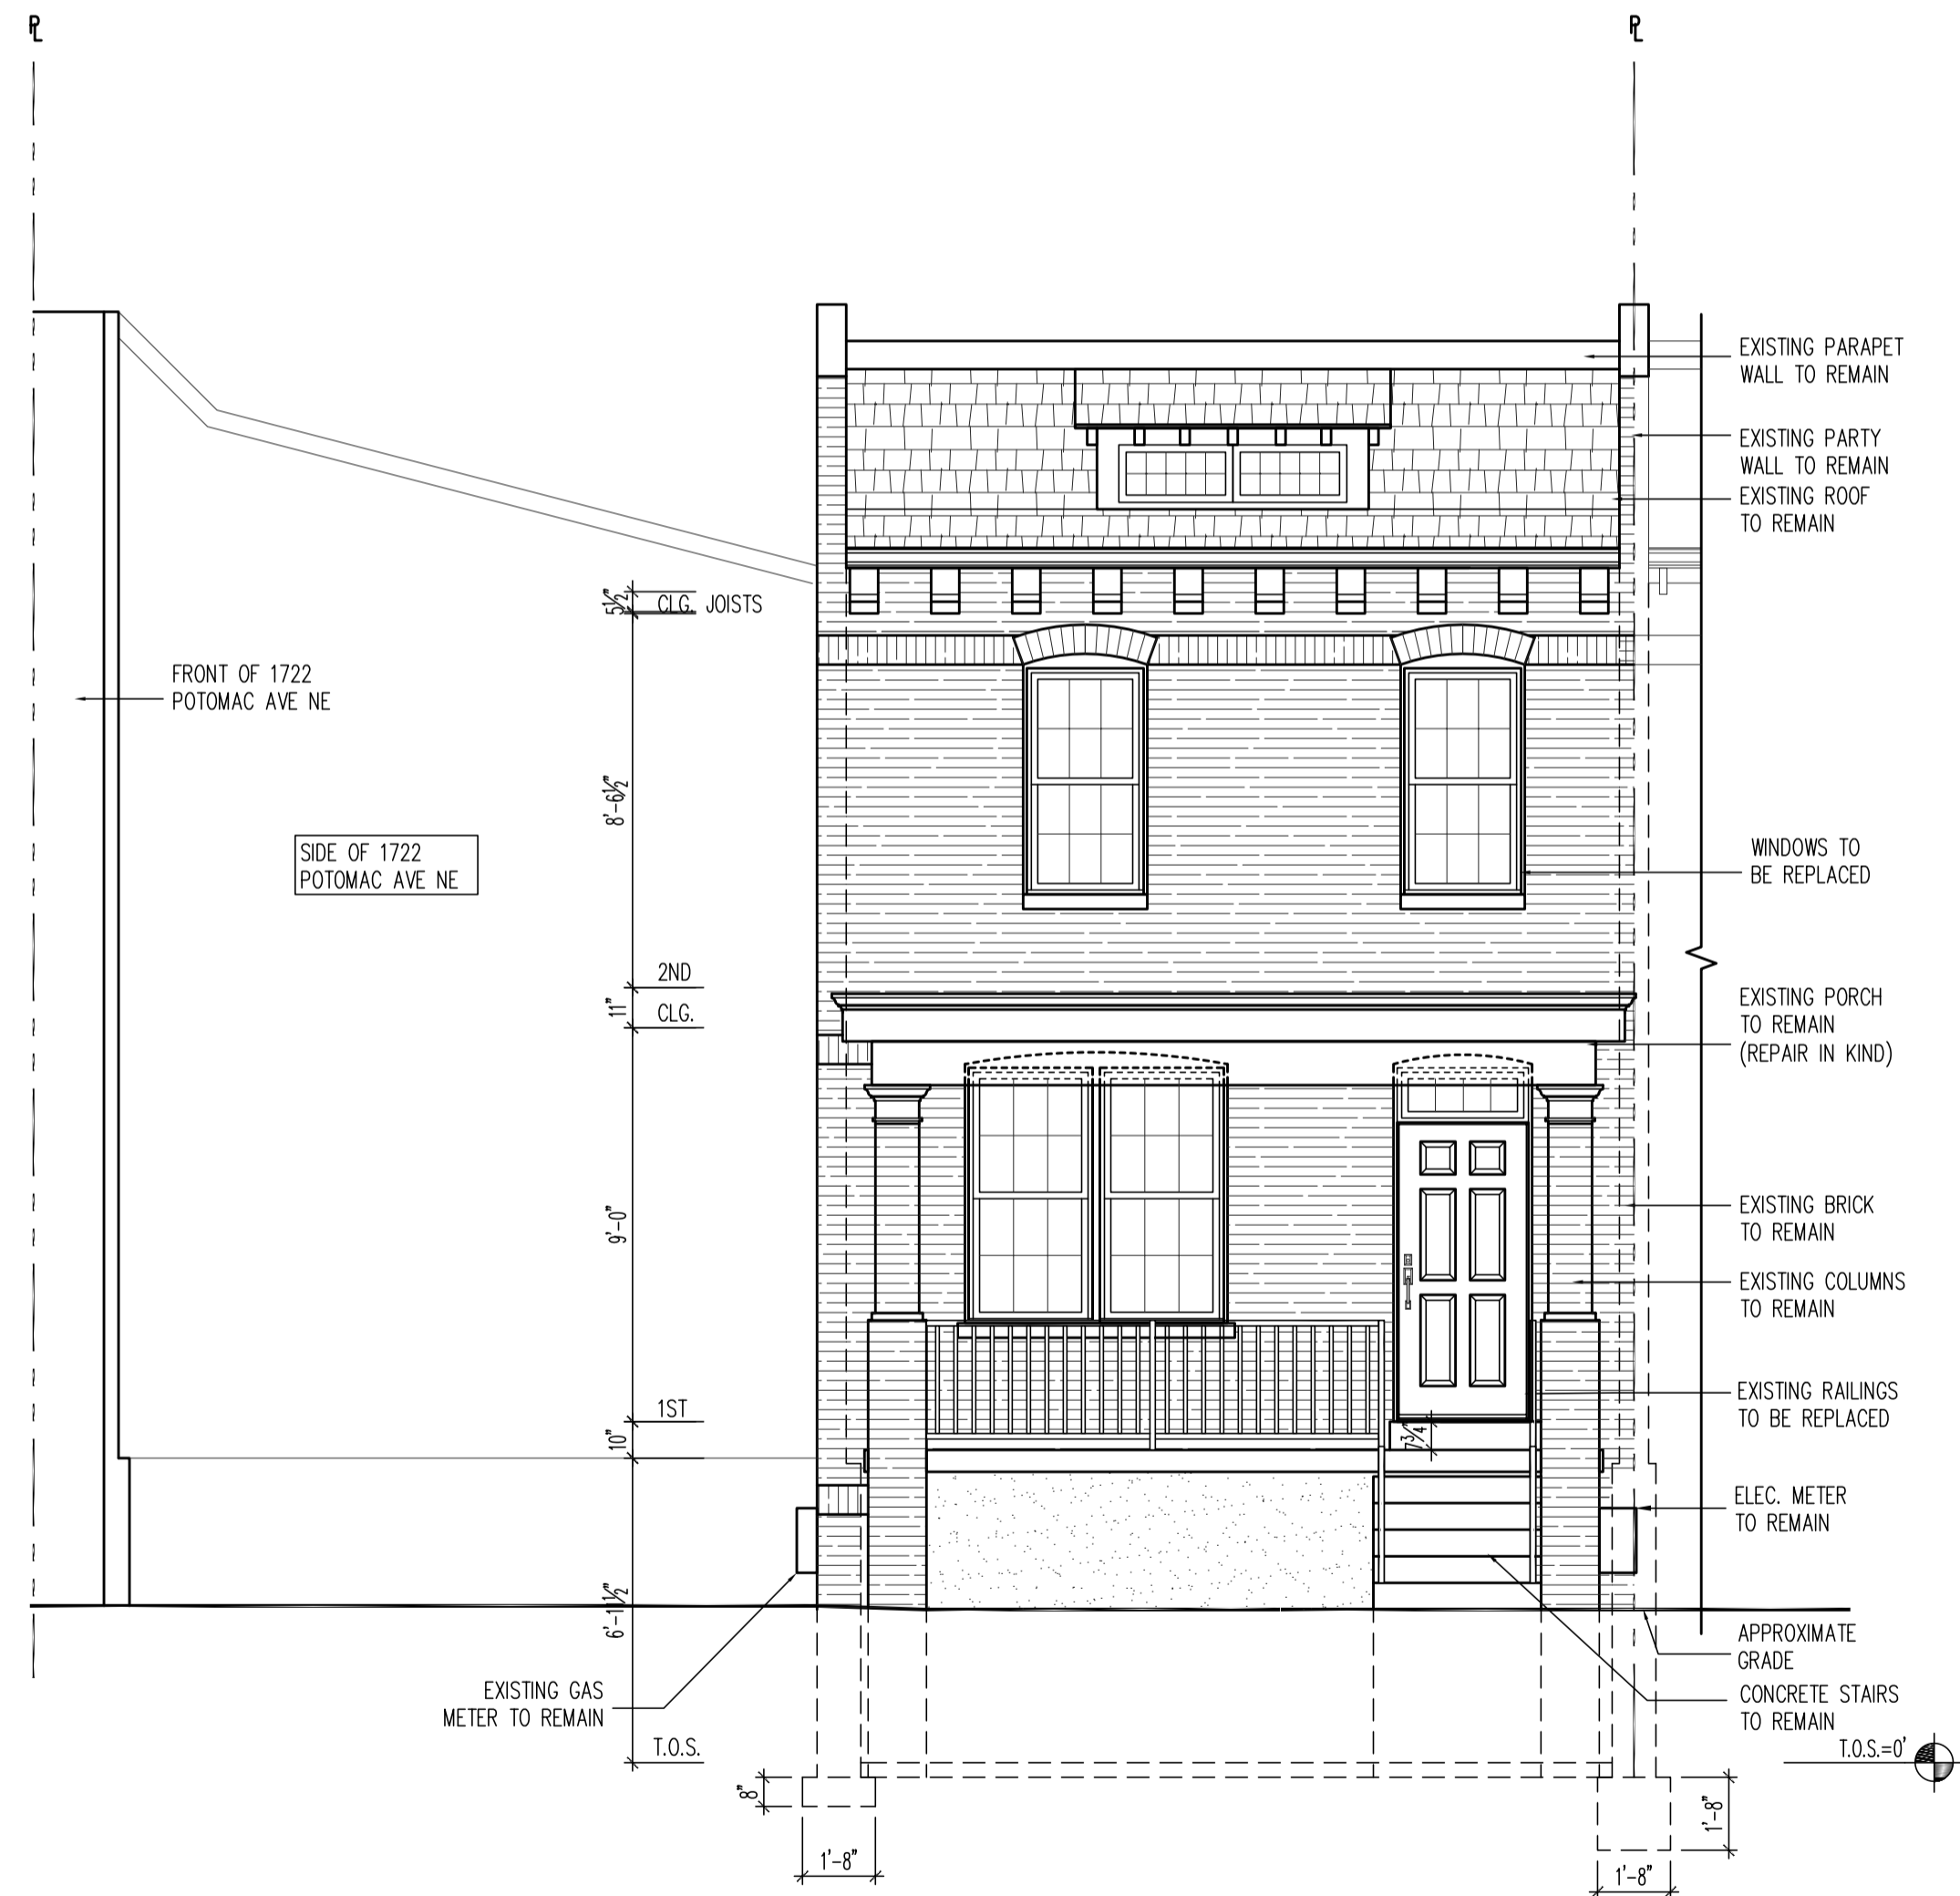 PL
PL
EXISTING PARAPET
WALL TO REMAIN
EXISTING PARTY
WALL TO REMAIN
EXISTING ROOF
TO REMAIN
5½"
CLG. JOISTS
FRONT OF 1722
POTOMAC AVE NE
8'-6½"
SIDE OF 1722
POTOMAC AVE NE
WINDOWS TO
BE REPLACED
2ND
11"
CLG.
EXISTING PORCH
TO REMAIN
(REPAIR IN KIND)
9'-0"
EXISTING BRICK
TO REMAIN
EXISTING COLUMNS
TO REMAIN
EXISTING RAILINGS
TO BE REPLACED
1ST
10"
7¾"
ELEC. METER
TO REMAIN
6'-1½"
APPROXIMATE
GRADE
EXISTING GAS
METER TO REMAIN
CONCRETE STAIRS
TO REMAIN
T.O.S.
T.O.S.=0'
8"
1'-8"
1'-8"
1'-8"